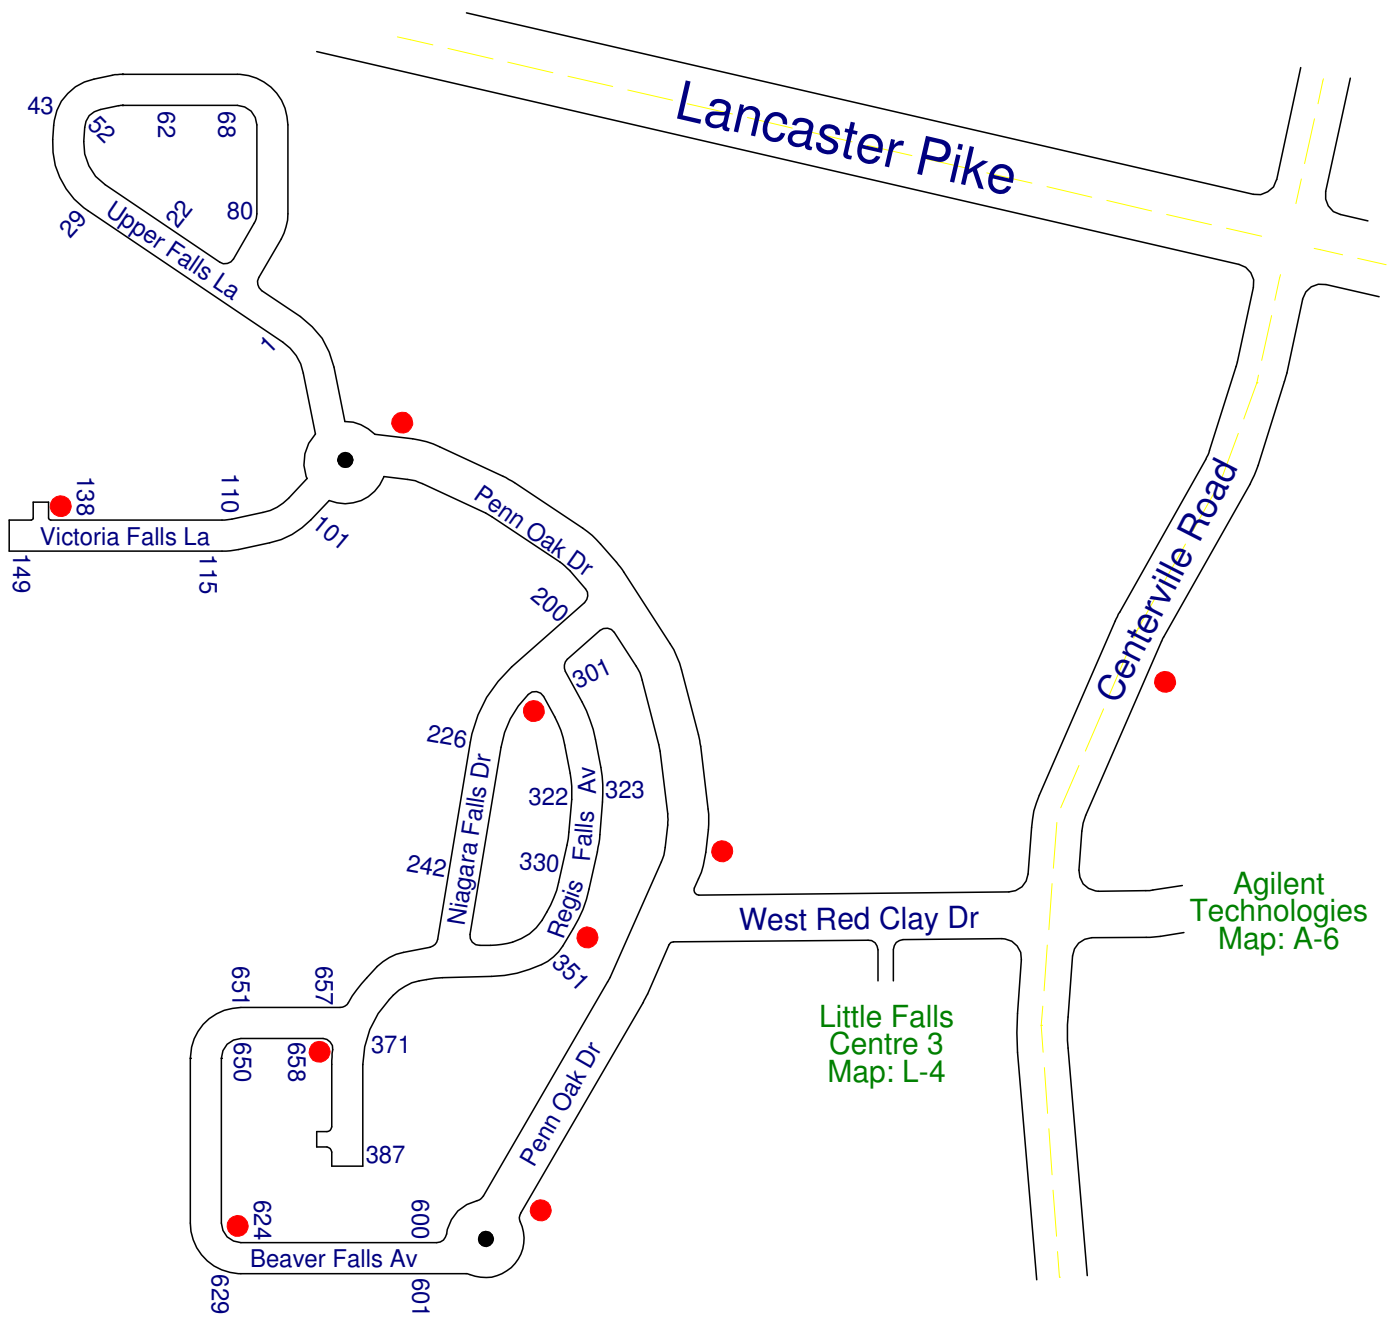 Lancaster Pike
43
52
62
68
29
22
80
Upper Falls La
1
138
110
Victoria Falls La
101
149
115
Penn Oak Dr
200
301
Centerville Road
226
322
323
Niagara Falls Dr
Regis Falls Av
242
330
351
West Red Clay Dr
Agilent
Technologies
Map: A-6
Little Falls
Centre 3
Map: L-4
651
657
650
658
371
387
Penn Oak Dr
624
600
Beaver Falls Av
629
601